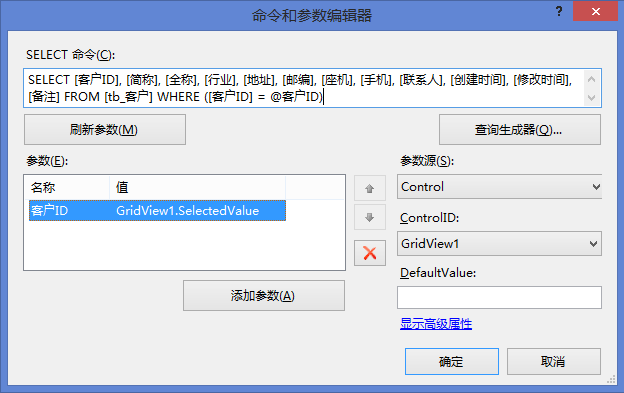 命令和参数编辑器
?
SELECT 命令(C):
SELECT [客户ID], [简称], [全称], [行业], [地址], [邮编], [座机], [手机], [联系人], [创建时间], [修改时间],
[备注] FROM [tb_客户] WHERE ([客户ID] = @客户ID)
刷新参数(M)
查询生成器(Q)...
参数(E):
参数源(S):
名称 值
Control
客户ID GridView1.SelectedValue
ControlID:
GridView1
DefaultValue:
添加参数(A)
显示高级属性
确定
取消